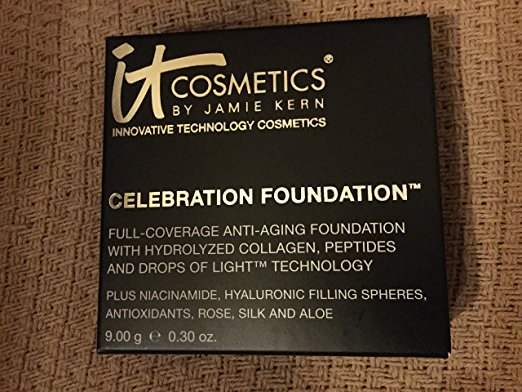 it COSMETICS®
BY JAMIE KERN
INNOVATIVE TECHNOLOGY COSMETICS
CELEBRATION FOUNDATION™
FULL-COVERAGE ANTI-AGING FOUNDATION
WITH HYDROLYZED COLLAGEN, PEPTIDES
AND DROPS OF LIGHT™ TECHNOLOGY
PLUS NIACINAMIDE, HYALURONIC FILLING SPHERES,
ANTIOXIDANTS, ROSE, SILK AND ALOE
9.00 g ℮ 0.30 oz.